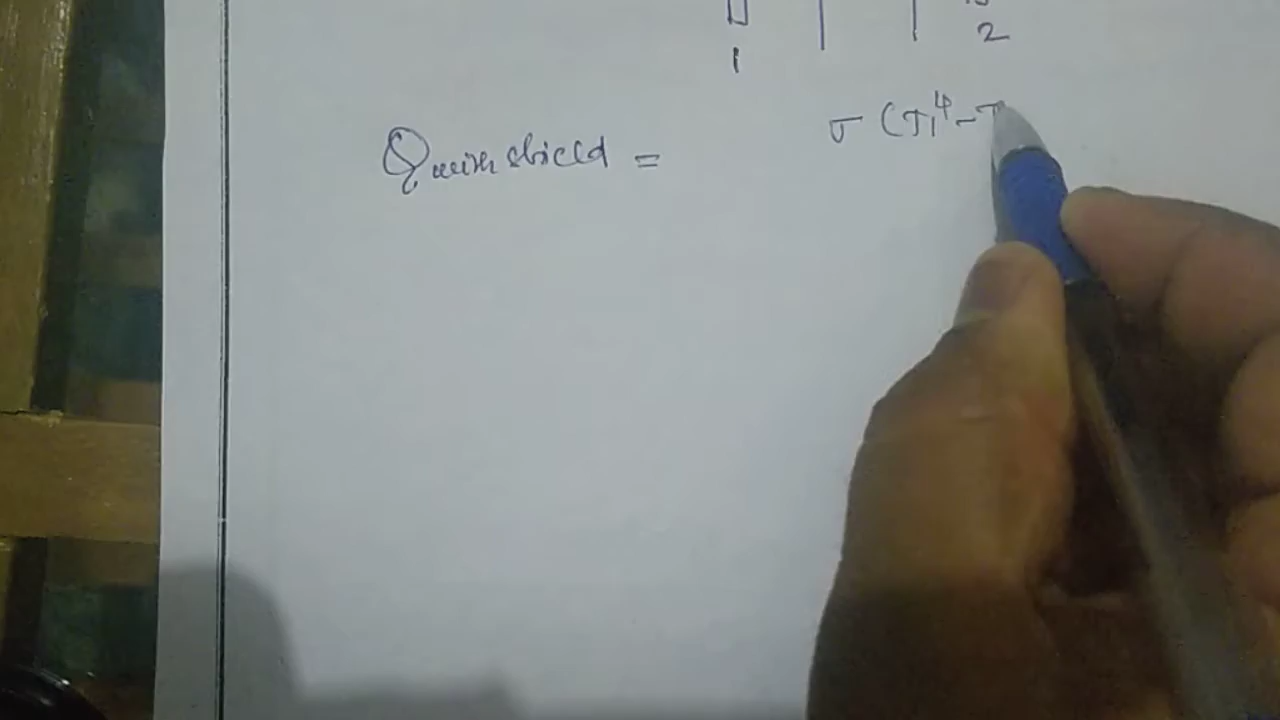 2
1
σ (T₁⁴ - T
Qwith shield =